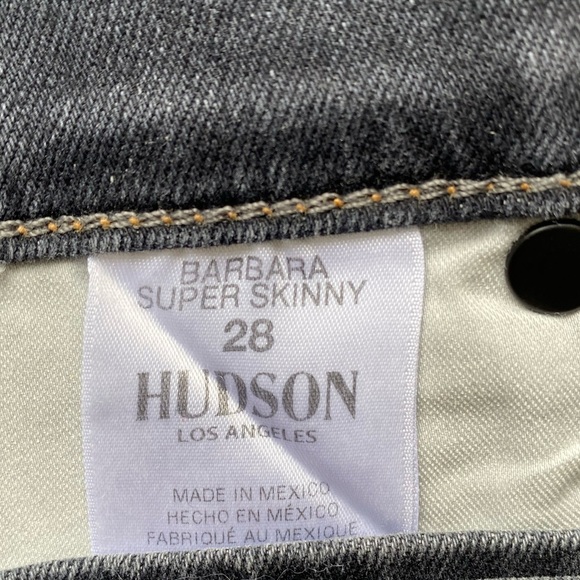 BARBARA
SUPER SKINNY
28
HUDSON
LOS ANGELES
MADE IN MEXICO
HECHO EN MÉXICO
FABRIQUÉ AU MEXIQUE